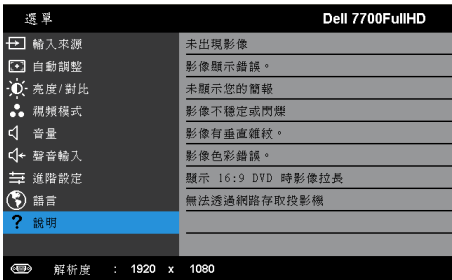 選單 Dell 7700FullHD
輸入來源 未出現影像
自動調整 影像顯示錯誤。
亮度/對比 未顯示您的簡報
視頻模式 影像不穩定或閃爍
音量 影像有垂直雜紋。
聲音輸入 影像色彩錯誤。
進階設定 顯示 16:9 DVD 時影像拉長
語言 無法透過網路存取投影機
? 說明
解析度 : 1920 x 1080